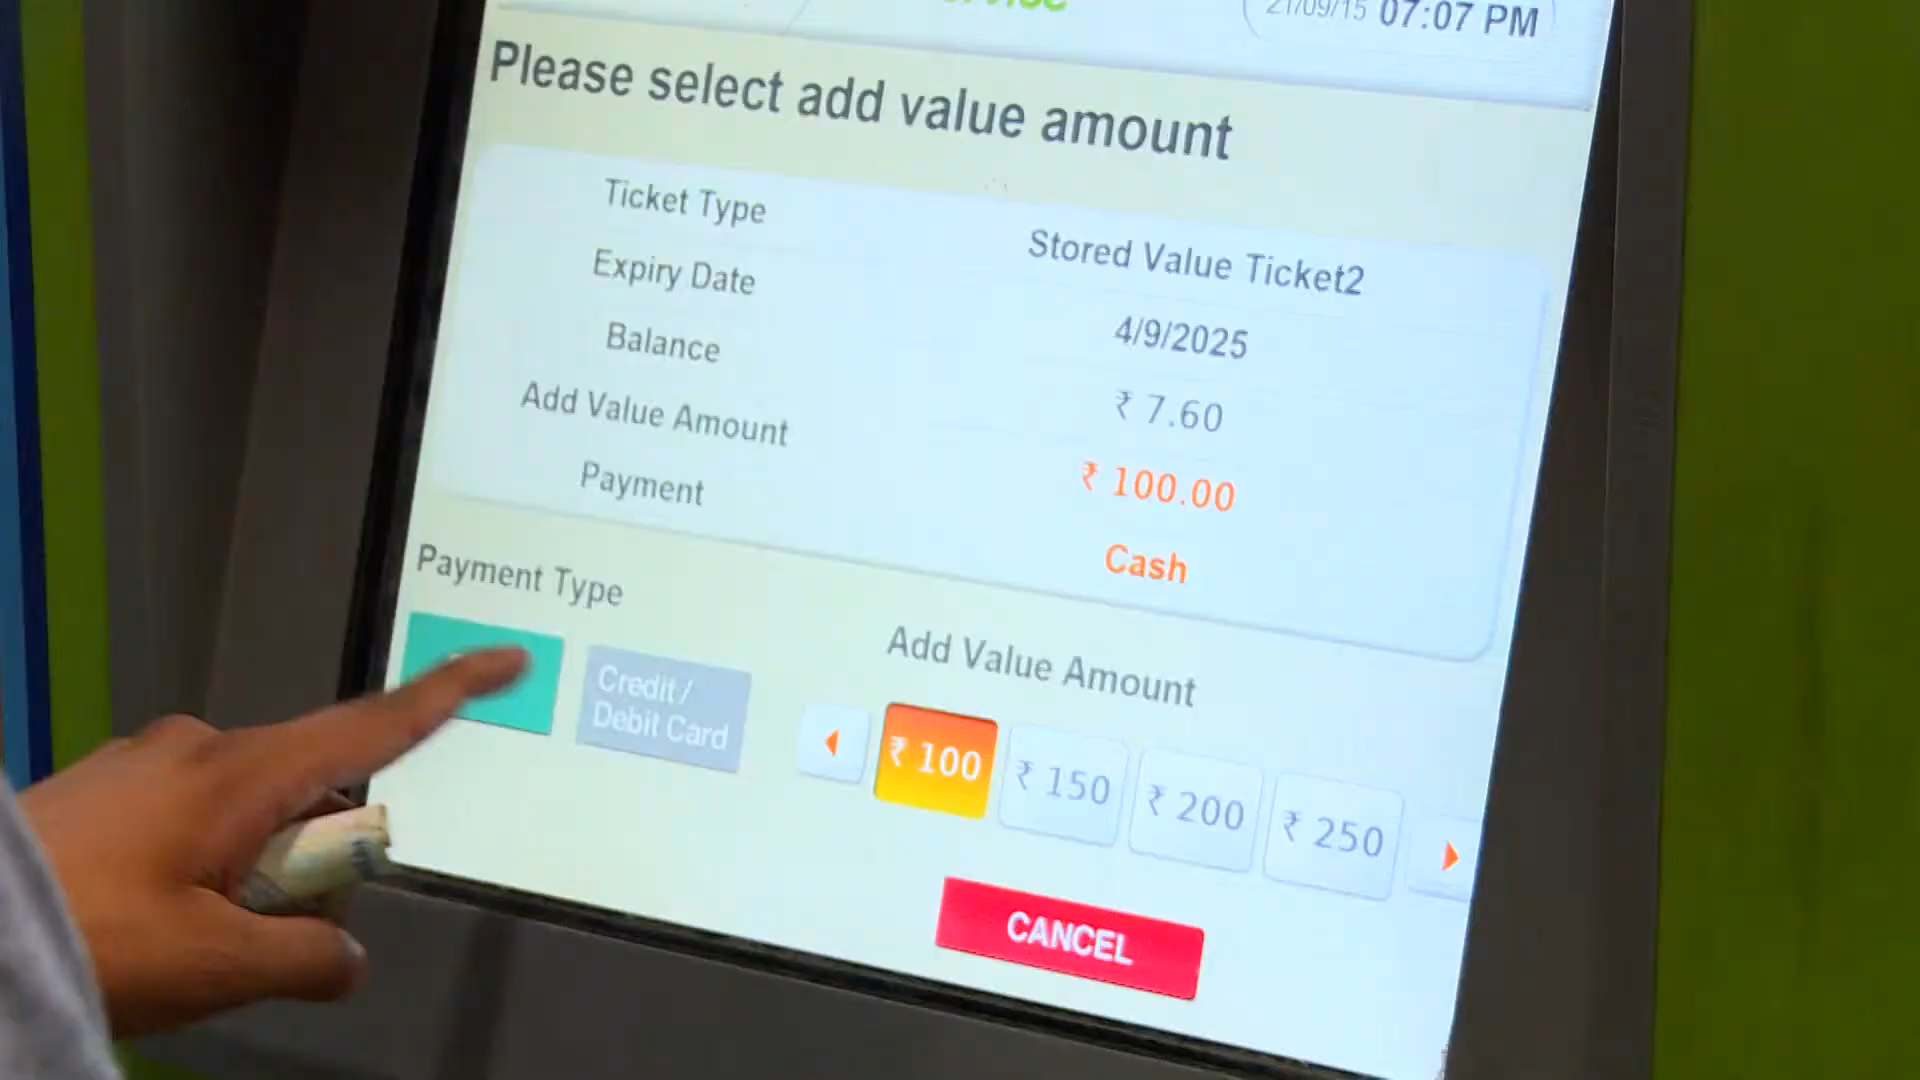 21/09/15 07:07 PM
Please select add value amount
Ticket Type
Stored Value Ticket2
Expiry Date
4/9/2025
Balance
₹ 7.60
Add Value Amount
₹ 100.00
Payment
Cash
Payment Type
Credit /
Debit Card
Add Value Amount
₹ 100
₹ 150
₹ 200
₹ 250
CANCEL